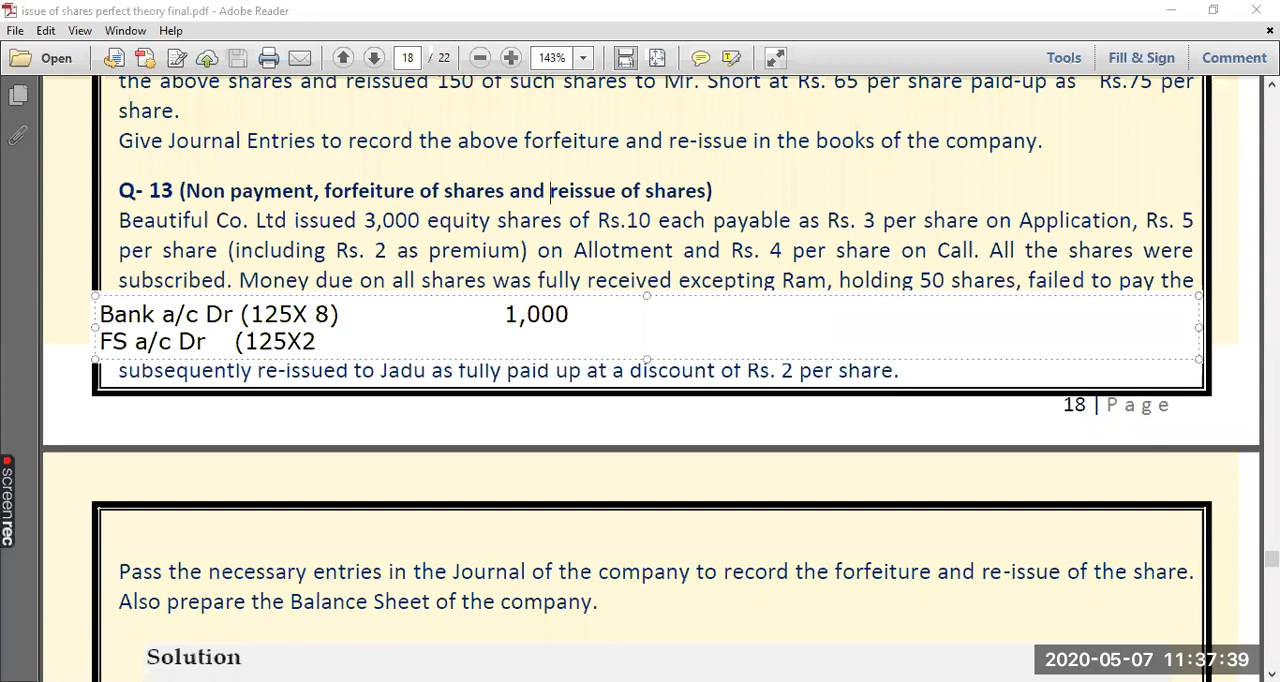 issue of shares perfect theory final.pdf - Adobe Reader
File Edit View Window Help
Open 18 / 22 143% Tools Fill & Sign Comment
the above shares and reissued 150 of such shares to Mr. Short at Rs. 65 per share paid-up as Rs.75 per
share.
Give Journal Entries to record the above forfeiture and re-issue in the books of the company.
Q- 13 (Non payment, forfeiture of shares and reissue of shares)
Beautiful Co. Ltd issued 3,000 equity shares of Rs.10 each payable as Rs. 3 per share on Application, Rs. 5
per share (including Rs. 2 as premium) on Allotment and Rs. 4 per share on Call. All the shares were
subscribed. Money due on all shares was fully received excepting Ram, holding 50 shares, failed to pay the
Bank a/c Dr (125X 8) 1,000
FS a/c Dr (125X2
subsequently re-issued to Jadu as fully paid up at a discount of Rs. 2 per share.
18 | Page
Pass the necessary entries in the Journal of the company to record the forfeiture and re-issue of the share.
Also prepare the Balance Sheet of the company.
Solution
screenrec
2020-05-07 11:37:39